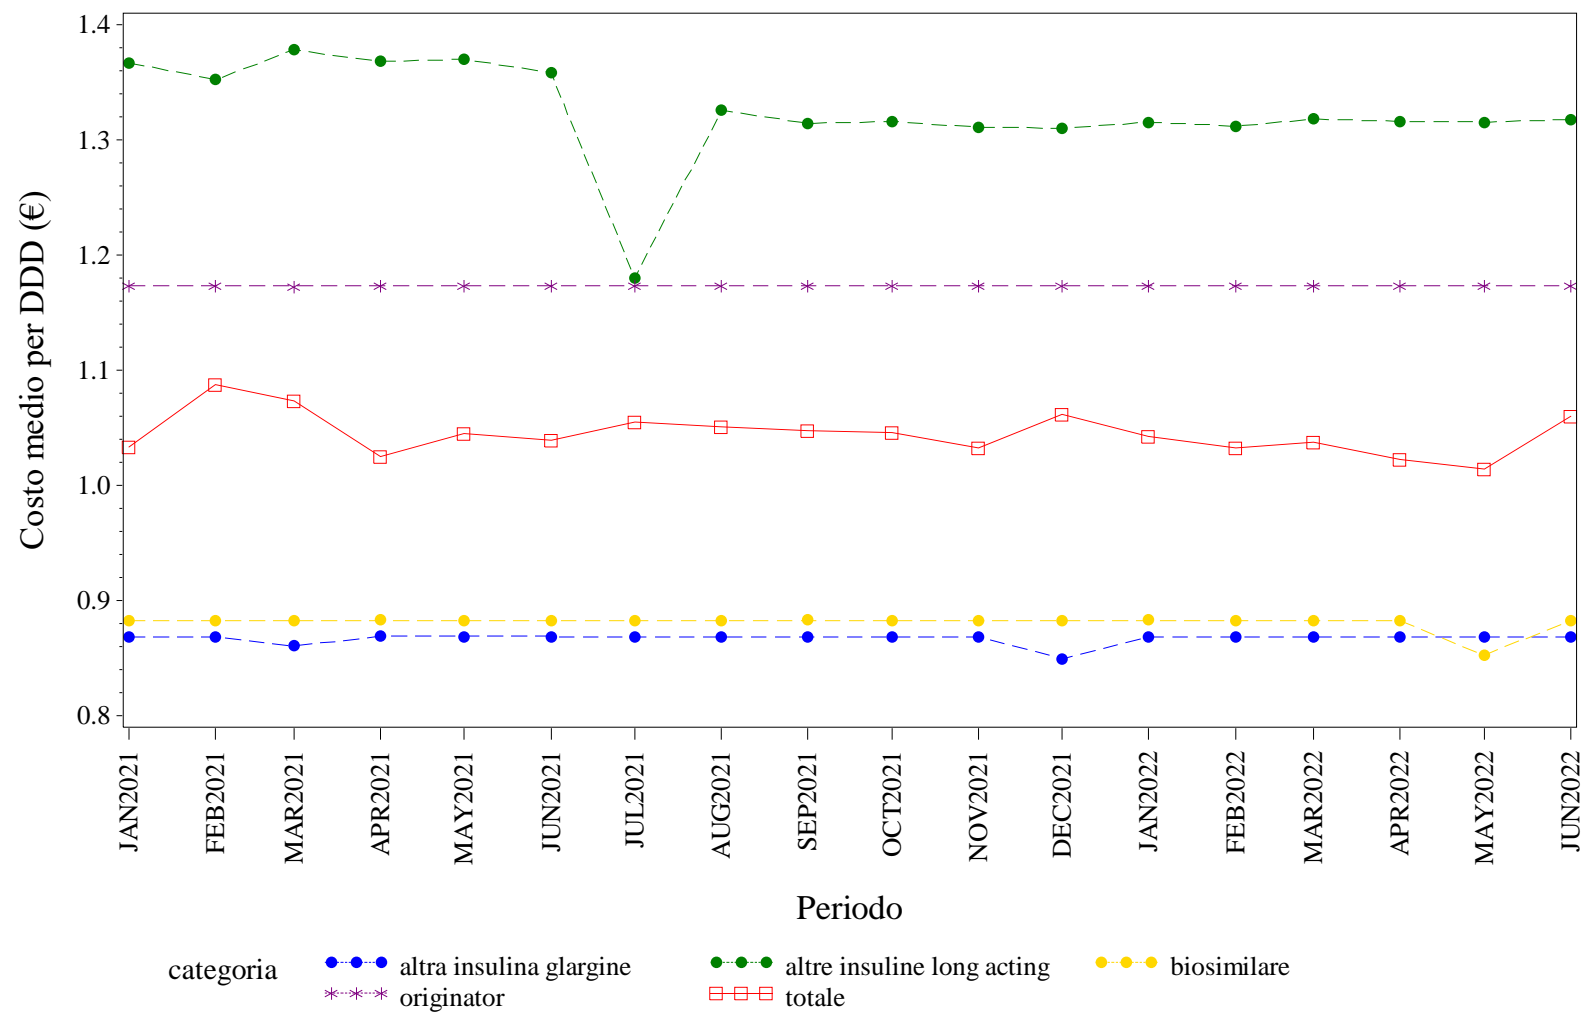 Costo medio per DDD (€)
1.4
1.3
1.2
1.1
1.0
0.9
0.8
JAN2021
FEB2021
MAR2021
APR2021
MAY2021
JUN2021
JUL2021
AUG2021
SEP2021
OCT2021
NOV2021
DEC2021
JAN2022
FEB2022
MAR2022
APR2022
MAY2022
JUN2022
Periodo
categoria
altra insulina glargine
altre insuline long acting
biosimilare
originator
totale